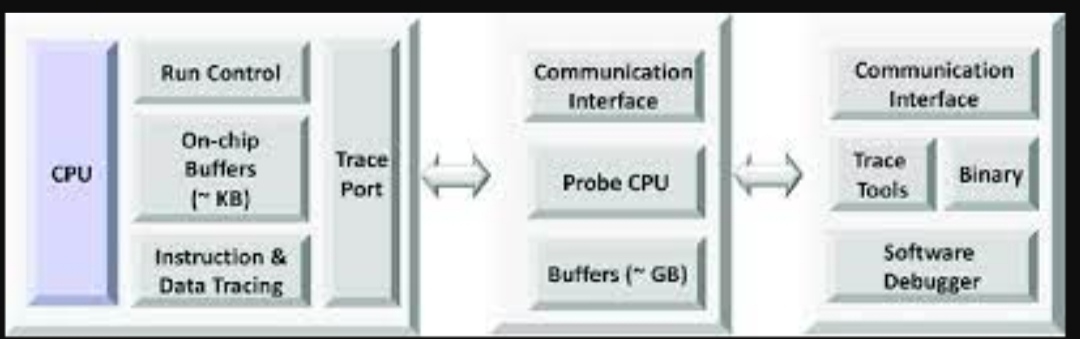 CPU
Run Control
On-chip
Buffers
(~ KB)
Instruction &
Data Tracing
Trace
Port
Communication
Interface
Probe CPU
Buffers (~ GB)
Communication
Interface
Trace
Tools
Binary
Software
Debugger